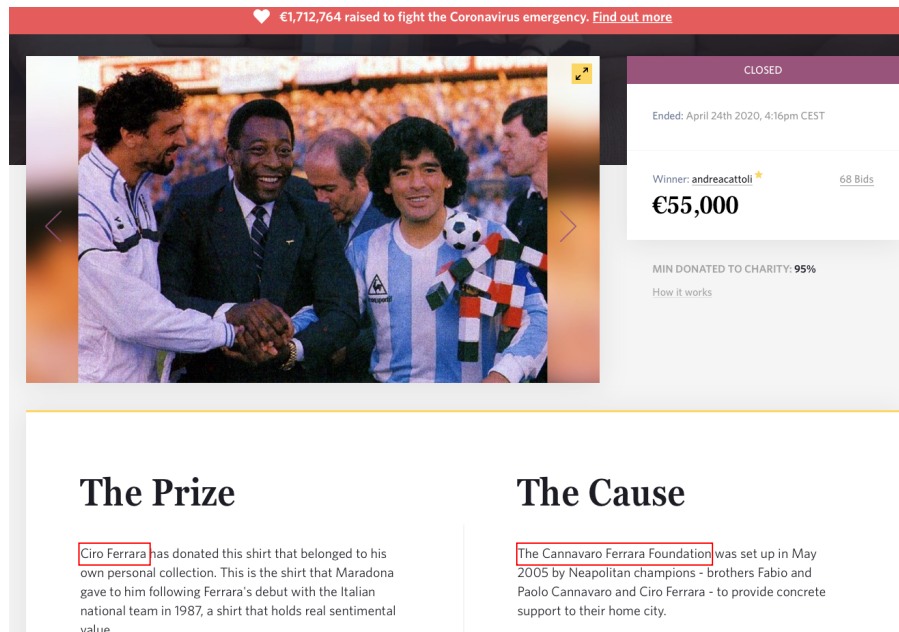 €1,712,764 raised to fight the Coronavirus emergency. Find out more
CLOSED
Ended: April 24th 2020, 4:16pm CEST
Winner: andreacattoli
68 Bids
€55,000
MIN DONATED TO CHARITY: 95%
How it works
The Prize
Ciro Ferrara has donated this shirt that belonged to his
own personal collection. This is the shirt that Maradona
gave to him following Ferrara's debut with the Italian
national team in 1987, a shirt that holds real sentimental
value
The Cause
The Cannavaro Ferrara Foundation was set up in May
2005 by Neapolitan champions - brothers Fabio and
Paolo Cannavaro and Ciro Ferrara - to provide concrete
support to their home city.